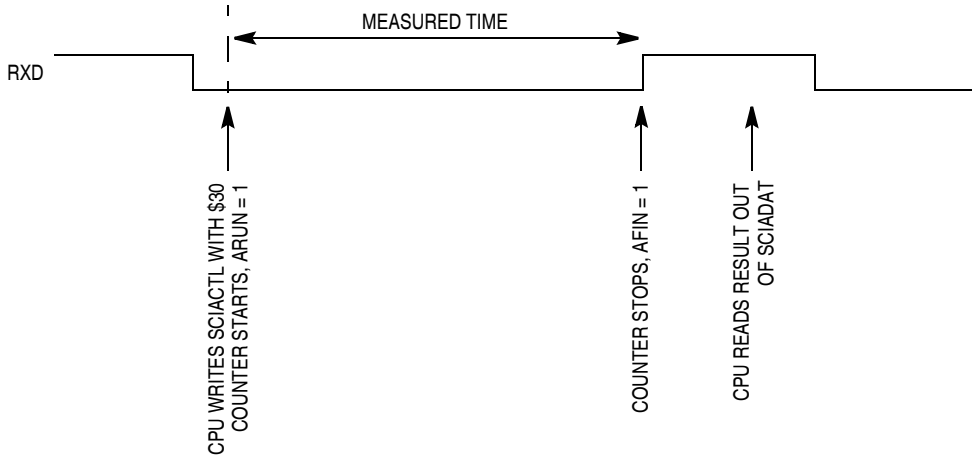 MEASURED TIME
RXD
CPU WRITES SCIACTL WITH $30
COUNTER STARTS, ARUN = 1
COUNTER STOPS, AFIN = 1
CPU READS RESULT OUT
OF SCIADAT